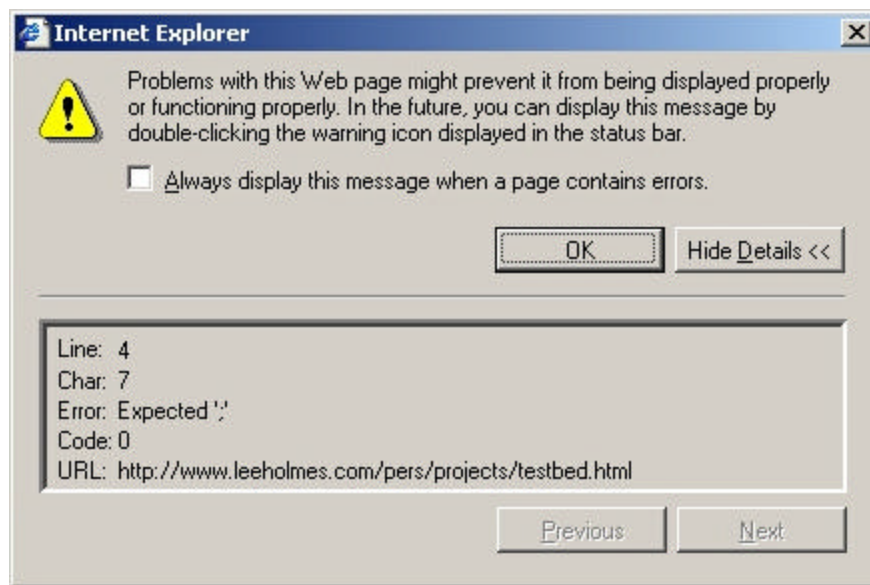 Internet Explorer
Problems with this Web page might prevent it from being displayed properly
or functioning properly. In the future, you can display this message by
double-clicking the warning icon displayed in the status bar.
Always display this message when a page contains errors.
OK Hide Details <<
Line: 4
Char: 7
Error: Expected ';'
Code: 0
URL: http://www.leeholmes.com/pers/projects/testbed.html
Previous Next